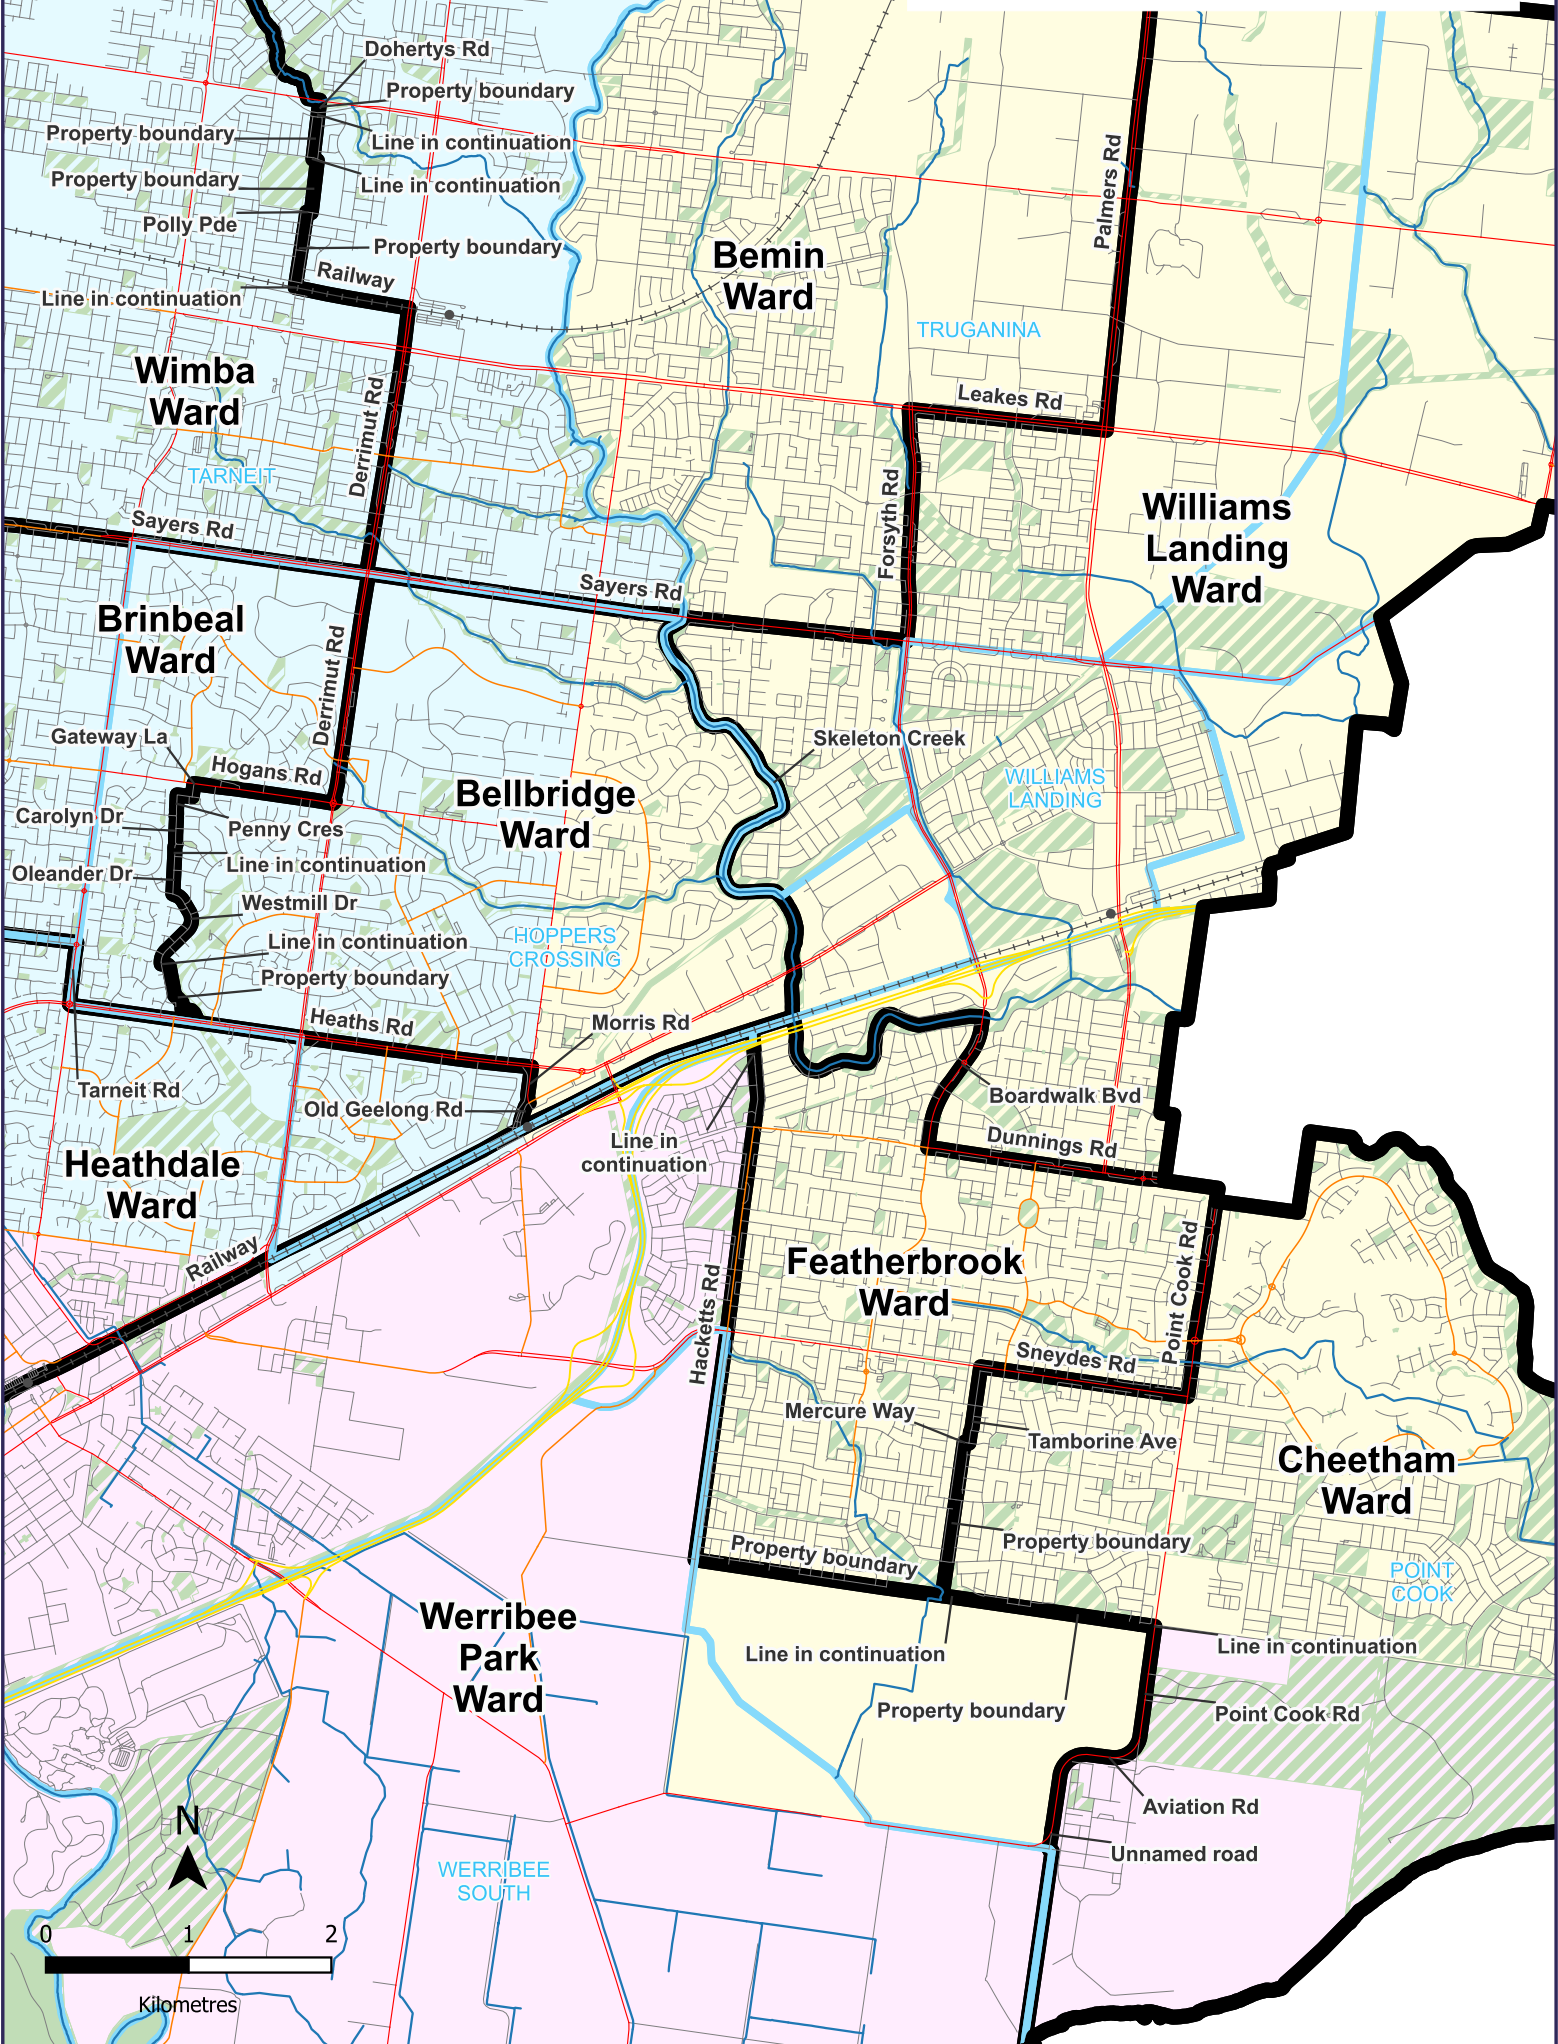 Dohertys Rd
Property boundary
Property boundary
Line in continuation
Property boundary
Line in continuation
Polly Pde
Property boundary
Railway
Line in continuation
Palmers Rd
Bemin
Ward
TRUGANINA
Wimba
Ward
Derrimut Rd
Leakes Rd
TARNEIT
Forsyth Rd
Williams
Landing
Ward
Sayers Rd
Sayers Rd
Brinbeal
Ward
Derrimut Rd
Gateway La
Hogans Rd
Skeleton Creek
WILLIAMS
LANDING
Bellbridge
Ward
Carolyn Dr
Penny Cres
Line in continuation
Oleander Dr
Westmill Dr
Line in continuation
HOPPERS
CROSSING
Property boundary
Heaths Rd
Morris Rd
Tarneit Rd
Old Geelong Rd
Boardwalk Bvd
Line in
continuation
Dunnings Rd
Heathdale
Ward
Railway
Featherbrook
Ward
Hacketts Rd
Point Cook Rd
Sneydes Rd
Mercure Way
Tamborine Ave
Cheetham
Ward
Property boundary
Property boundary
POINT
COOK
Werribee
Park
Ward
Line in continuation
Line in continuation
Property boundary
Point Cook Rd
Aviation Rd
Unnamed road
N
WERRIBEE
SOUTH
0 1 2
Kilometres